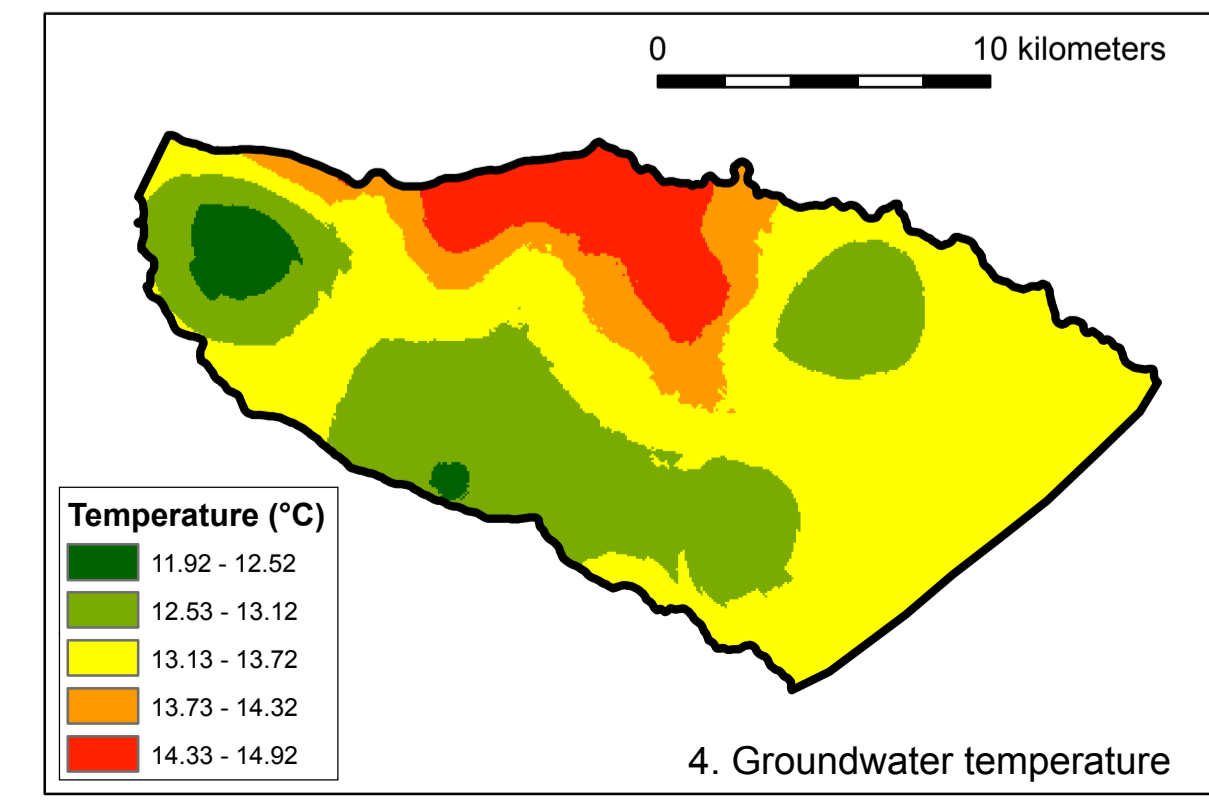 0 10 kilometers
Temperature (°C)
11.92 - 12.52
12.53 - 13.12
13.13 - 13.72
13.73 - 14.32
14.33 - 14.92
4. Groundwater temperature